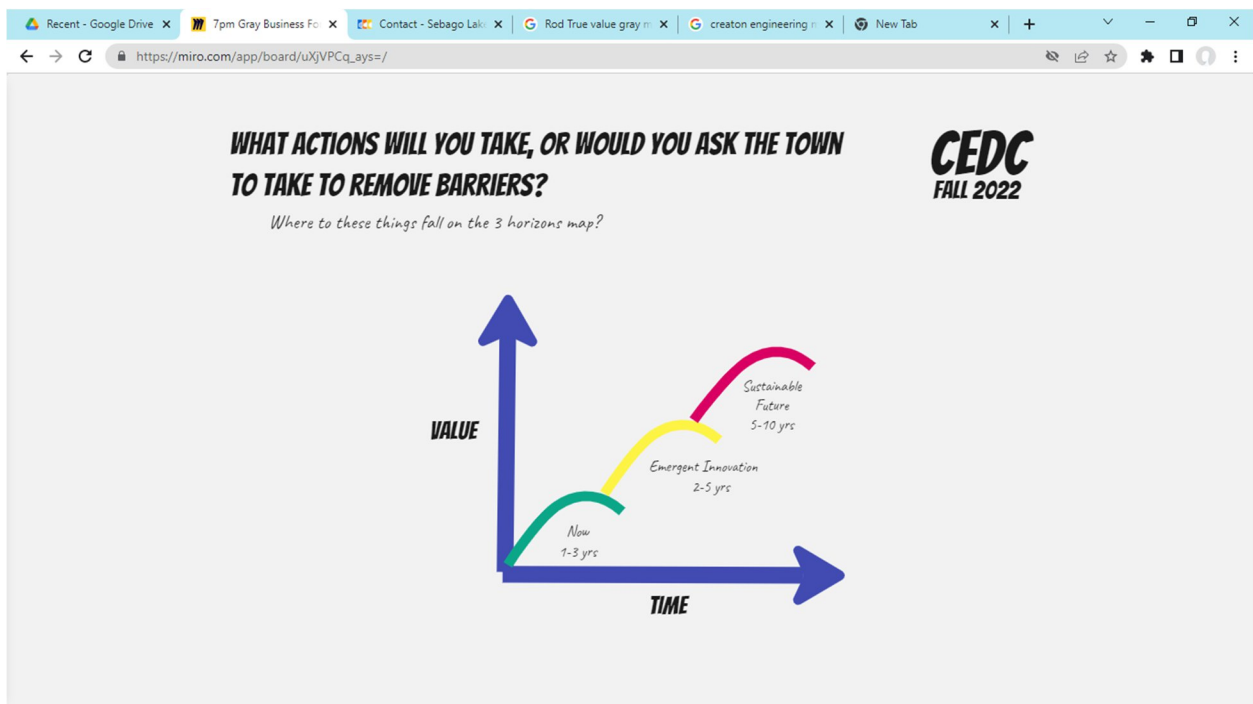 Recent - Google Drive
7pm Gray Business Fo
Contact - Sebago Lak
Rod True value gray m
creaton engineering
New Tab
https://miro.com/app/board/uXjVPCq_ays=/
WHAT ACTIONS WILL YOU TAKE, OR WOULD YOU ASK THE TOWN
TO TAKE TO REMOVE BARRIERS?
Where to these things fall on the 3 horizons map?
CEDC
FALL 2022
VALUE
Sustainable
Future
5-10 yrs
Emergent Innovation
2-5 yrs
Now
1-3 yrs
TIME